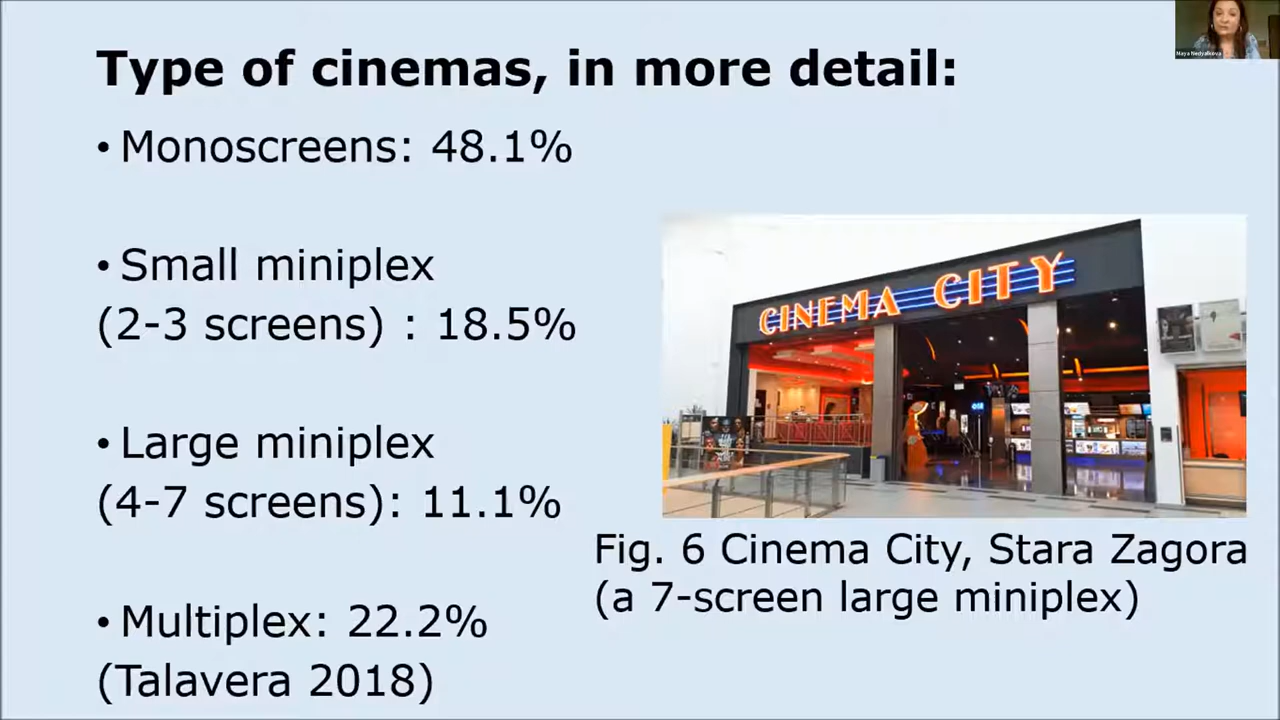 Type of cinemas, in more detail:
• Monoscreens: 48.1%
• Small miniplex
(2-3 screens) : 18.5%
• Large miniplex
(4-7 screens): 11.1%
• Multiplex: 22.2%
(Talavera 2018)
CINEMA CITY
Fig. 6 Cinema City, Stara Zagora
(a 7-screen large miniplex)
Maya Nedyalkova